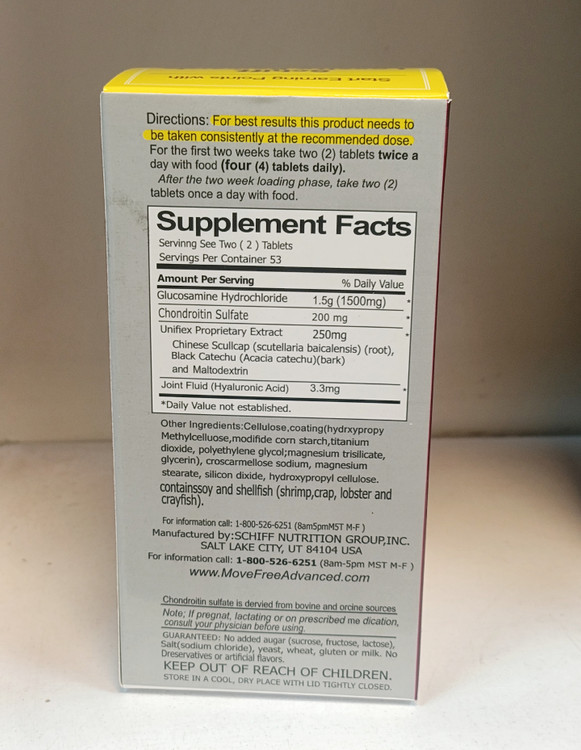 Start Earning Points with
Schiff
Directions: For best results this product needs to
be taken consistently at the recommended dose.
For the first two weeks take two (2) tablets twice a
day with food (four (4) tablets daily).
After the two week loading phase, take two (2)
tablets once a day with food.
Supplement Facts
Servinng See Two ( 2 ) Tablets
Servings Per Container 53
Amount Per Serving % Daily Value
Glucosamine Hydrochloride 1.5g (1500mg) *
Chondroitin Sulfate 200 mg *
Unifiex Proprietary Extract 250mg *
Chinese Scullcap (scutellaria baicalensis) (root),
Black Catechu (Acacia catechu)(bark)
and Maltodextrin
Joint Fluid (Hyaluronic Acid) 3.3mg *
*Daily Value not established.
Other Ingredients:Cellulose,coating(hydrxypropy
Methylcelluose,modifide corn starch,titanium
dioxide, polyethylene glycol;magnesium trisilicate,
glycerin), croscarmellose sodium, magnesium
stearate, silicon dixide, hydroxypropyl cellulose.
containssoy and shellfish (shrimp,crap, lobster and
crayfish).
For information call: 1-800-526-6251 (8am5pmMST M-F )
Manufactured by:SCHIFF NUTRITION GROUP,INC.
SALT LAKE CITY, UT 84104 USA
For information call: 1-800-526-6251 (8am-5pm MST M-F )
www.MoveFreeAdvanced.com
Chondroitin sulfate is dervied from bovine and orcine sources
Note; If pregnat, lactating or on prescribed me dication,
consult your physician before using.
GUARANTEED: No added augar (sucrose, fructose, lactose),
Salt(sodium chloride), yeast, wheat, gluten or milk. No
Dreservatives or artificial flavors.
KEEP OUT OF REACH OF CHILDREN.
STORE IN A COOL, DRY PLACE WITH LID TIGHTLY CLOSED.